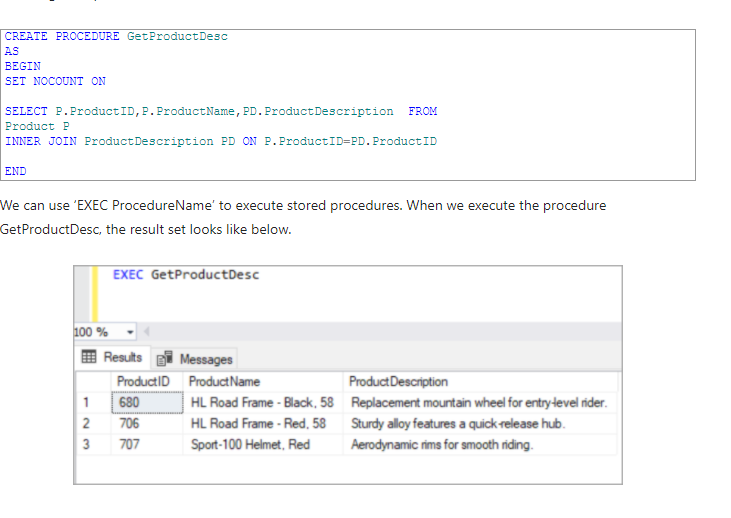 CREATE PROCEDURE GetProductDesc
AS
BEGIN
SET NOCOUNT ON
SELECT P.ProductID,P.ProductName,PD.ProductDescription  FROM
Product P
INNER JOIN ProductDescription PD ON P.ProductID=PD.ProductID
END
We can use ‘EXEC ProcedureName’ to execute stored procedures. When we execute the procedure
GetProductDesc, the result set looks like below.
EXEC GetProductDesc
100 %
Results Messages
ProductID ProductName ProductDescription
1 680 HL Road Frame - Black, 58 Replacement mountain wheel for entry-level rider.
2 706 HL Road Frame - Red, 58 Sturdy alloy features a quick-release hub.
3 707 Sport-100 Helmet, Red Aerodynamic rims for smooth riding.